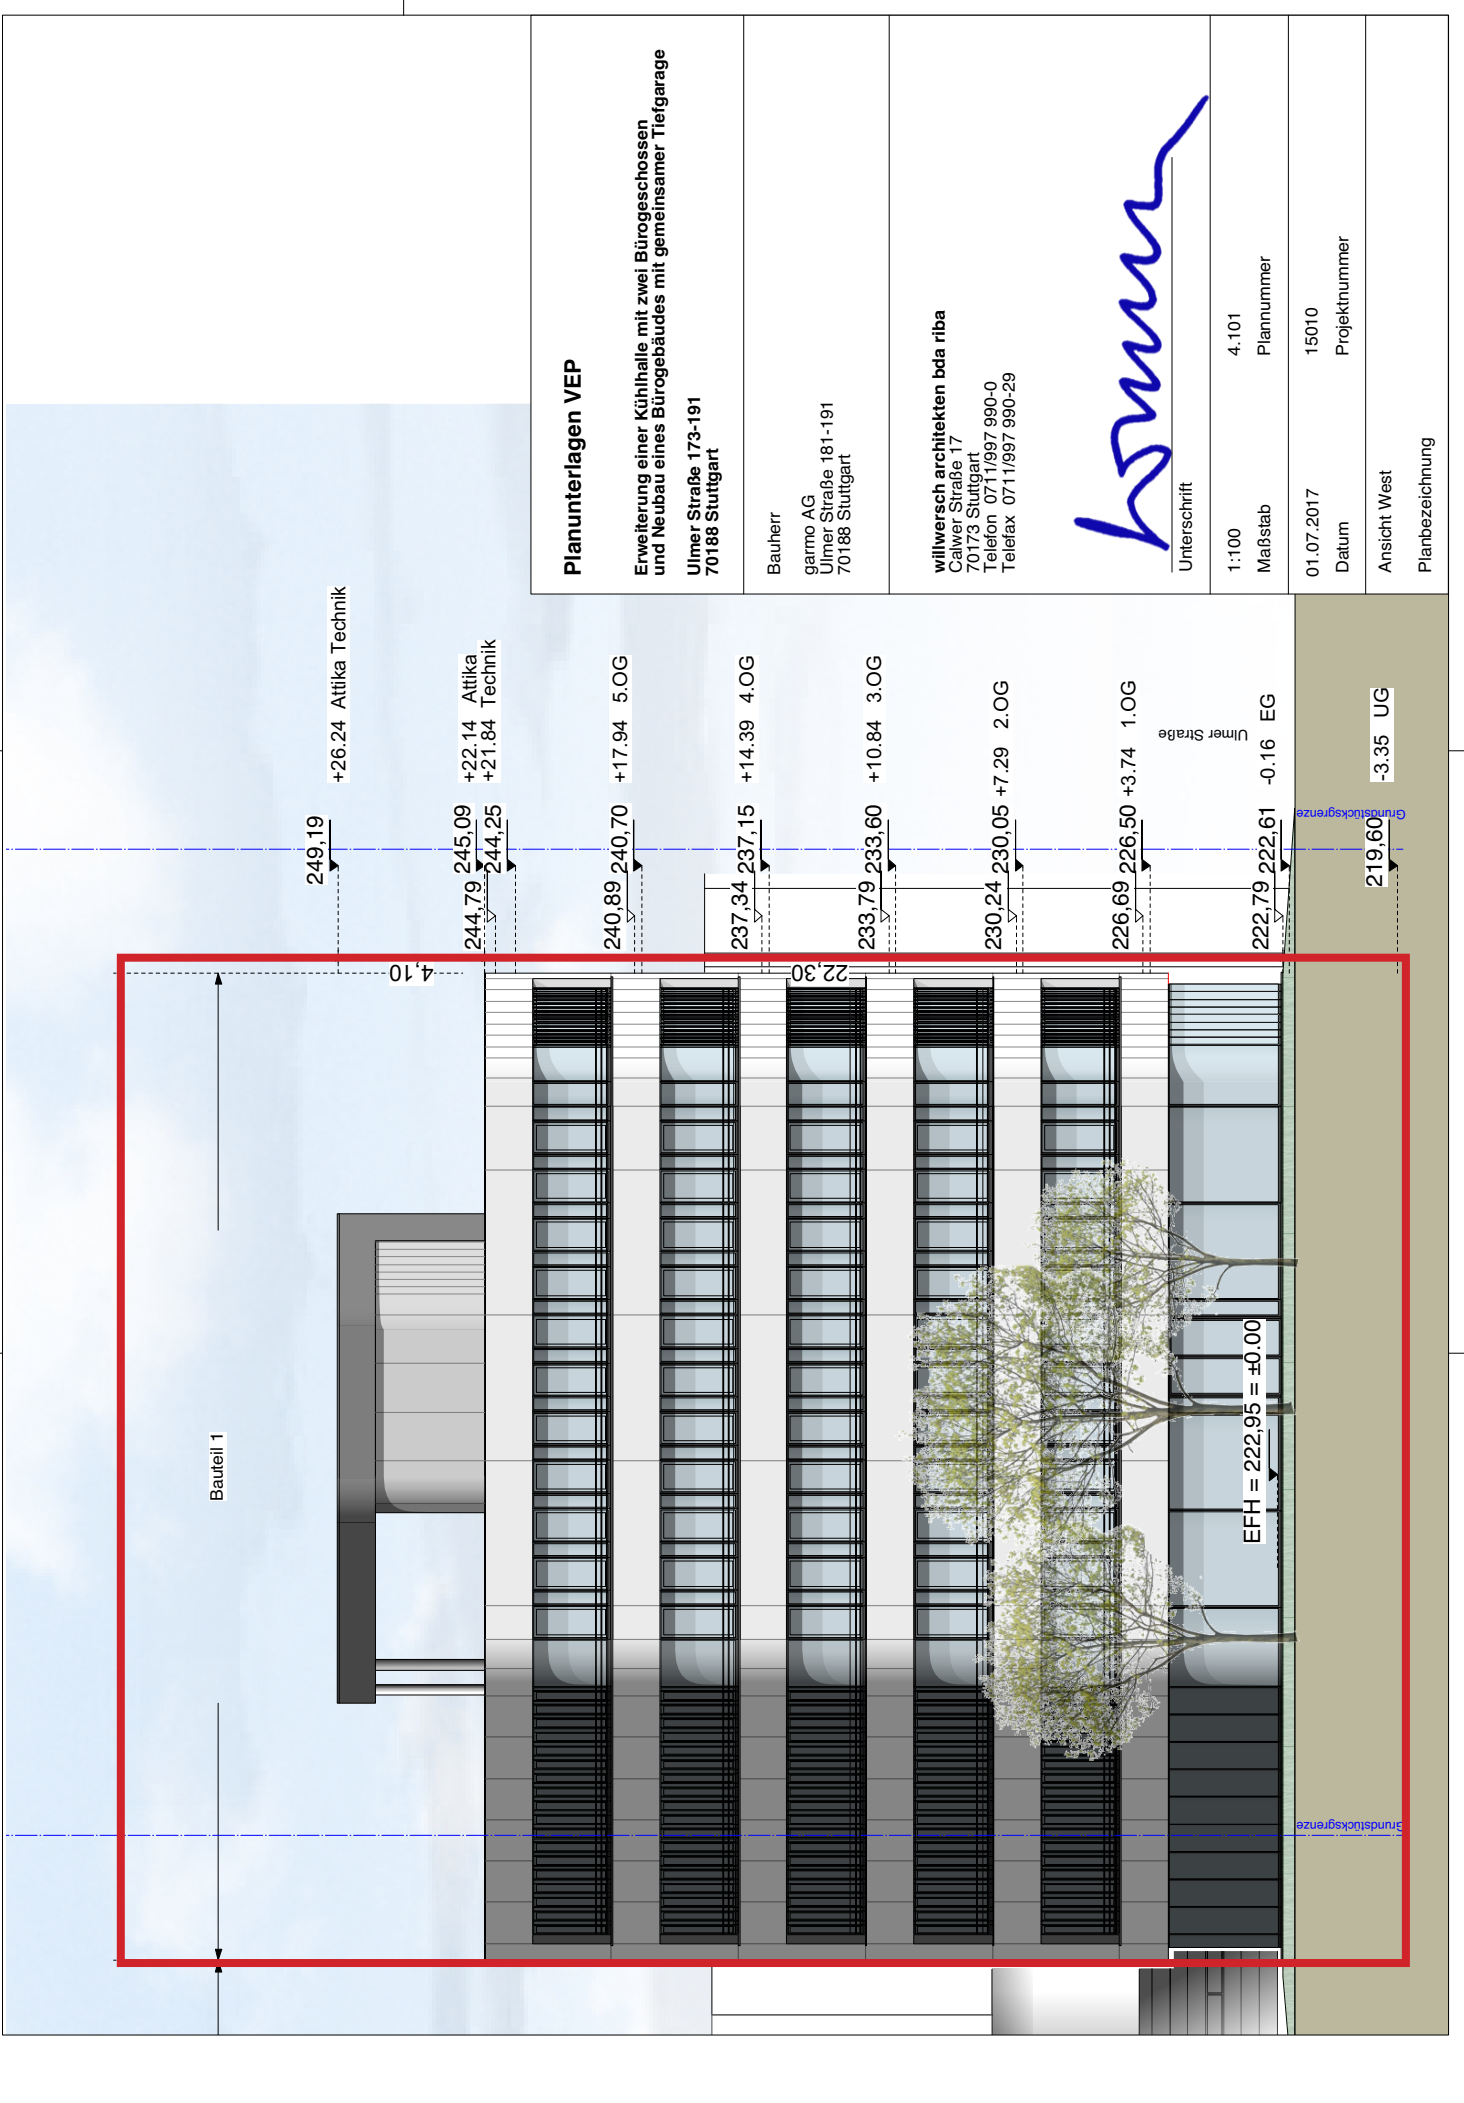 Planunterlagen VEP
Erweiterung einer Kühlhalle mit zwei Bürogeschossen
und Neubau eines Bürogebäudes mit gemeinsamer Tiefgarage
Ulmer Straße 173-191
70188 Stuttgart
Bauherr
garmo AG
Ulmer Straße 181-191
70188 Stuttgart
willwersch architekten bda riba
Calwer Straße 17
70173 Stuttgart
Telefon 0711/997 990-0
Telefax 0711/997 990-29
Unterschrift
1:100 4.101
Maßstab Plannummer
01.07.2017 15010
Datum Projektnummer
Ansicht West
Planbezeichnung
Bauteil 1
249,19 +26.24 Attika Technik
4,10
245,09 +22.14 Attika
244,79 244,25 +21.84 Technik
240,89 240,70 +17.94 5.OG
237,34 237,15 +14.39 4.OG
22,30
233,79 233,60 +10.84 3.OG
230,24 230,05 +7.29 2.OG
226,69 226,50 +3.74 1.OG
Ulmer Straße
222,79 222,61 -0.16 EG
EFH = 222,95 = ±0.00
Grundstücksgrenze
Grundstücksgrenze
219,60 -3.35 UG